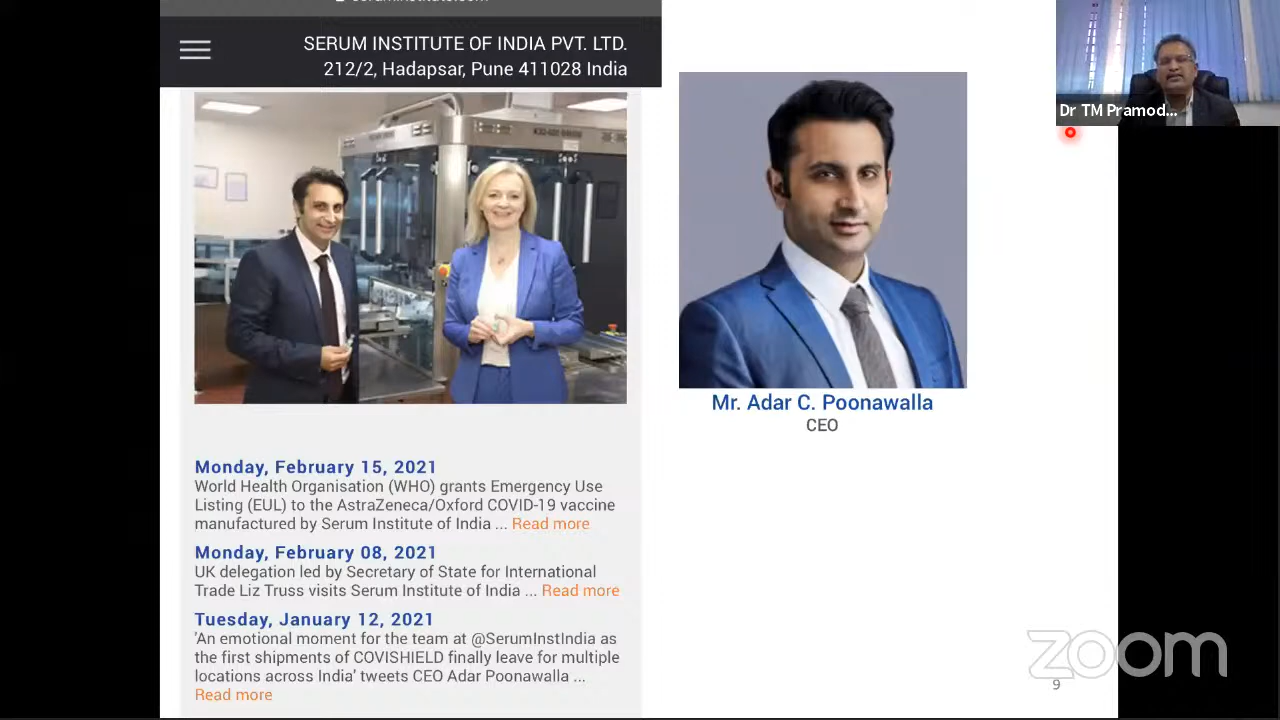 SERUM INSTITUTE OF INDIA PVT. LTD.
212/2, Hadapsar, Pune 411028 India
Dr TM Pramod...
Mr. Adar C. Poonawalla
CEO
Monday, February 15, 2021
World Health Organisation (WHO) grants Emergency Use
Listing (EUL) to the AstraZeneca/Oxford COVID-19 vaccine
manufactured by Serum Institute of India ... Read more
Monday, February 08, 2021
UK delegation led by Secretary of State for International
Trade Liz Truss visits Serum Institute of India ... Read more
Tuesday, January 12, 2021
'An emotional moment for the team at @SerumInstIndia as
the first shipments of COVISHIELD finally leave for multiple
locations across India' tweets CEO Adar Poonawalla ...
Read more
zoom
9